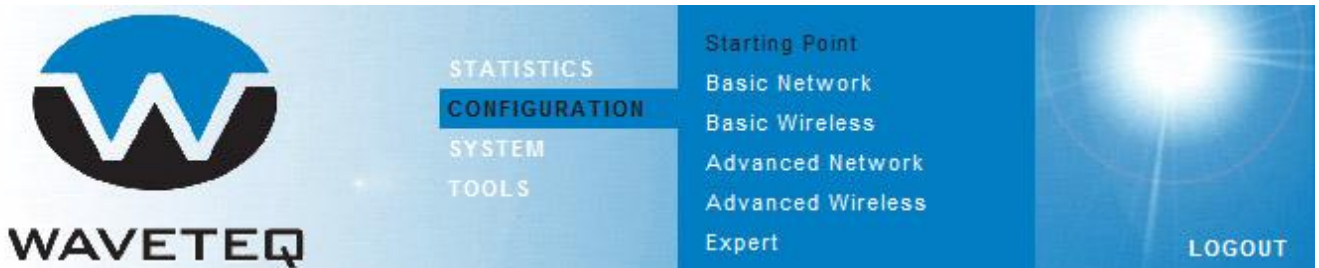 WAVETEQ
STATISTICS
CONFIGURATION
SYSTEM
TOOLS
Starting Point
Basic Network
Basic Wireless
Advanced Network
Advanced Wireless
Expert
LOGOUT